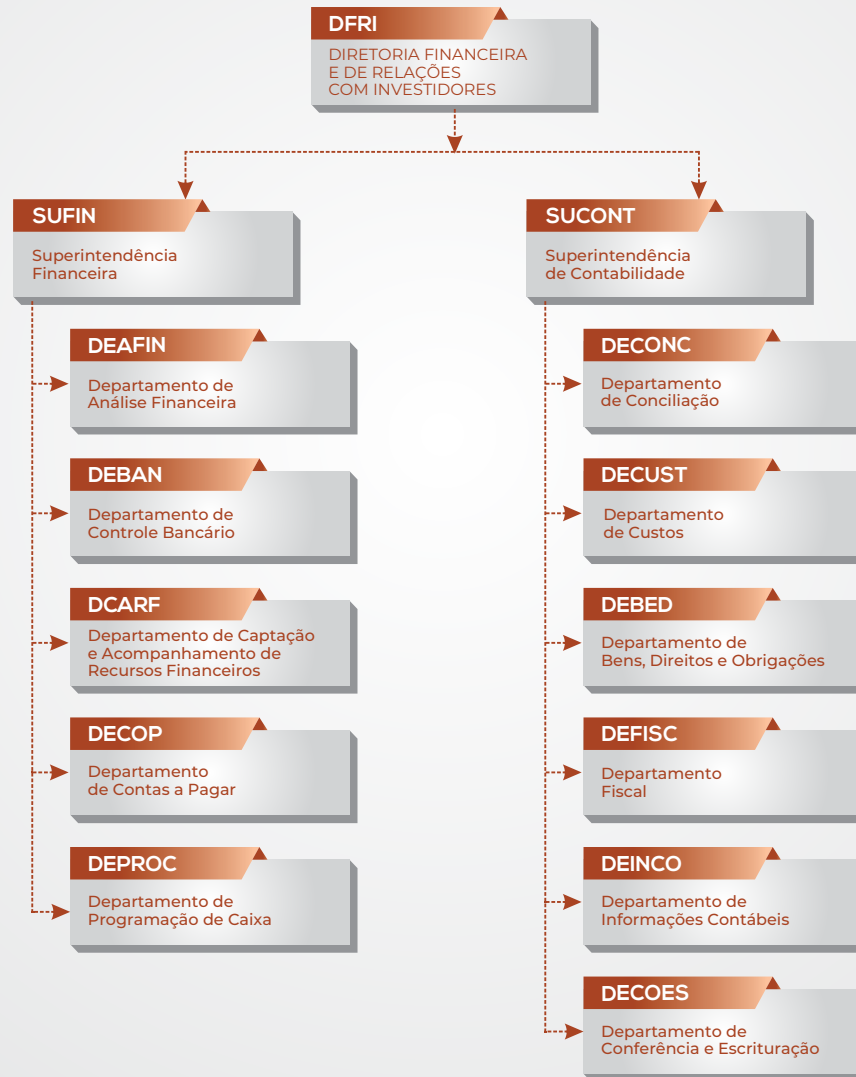 DFRI
DIRETORIA FINANCEIRA
E DE RELAÇÕES
COM INVESTIDORES
SUFIN
Superintendência
Financeira
DEAFIN
Departamento de
Análise Financeira
DEBAN
Departamento de
Controle Bancário
DCARF
Departamento de Captação
e Acompanhamento de
Recursos Financeiros
DECOP
Departamento
de Contas a Pagar
DEPROC
Departamento de
Programação de Caixa
SUCONT
Superintendência
de Contabilidade
DECONC
Departamento
de Conciliação
DECUST
Departamento
de Custos
DEBED
Departamento de
Bens, Direitos e Obrigações
DEFISC
Departamento
Fiscal
DEINCO
Departamento de
Informações Contábeis
DECOES
Departamento de
Conferência e Escrituração